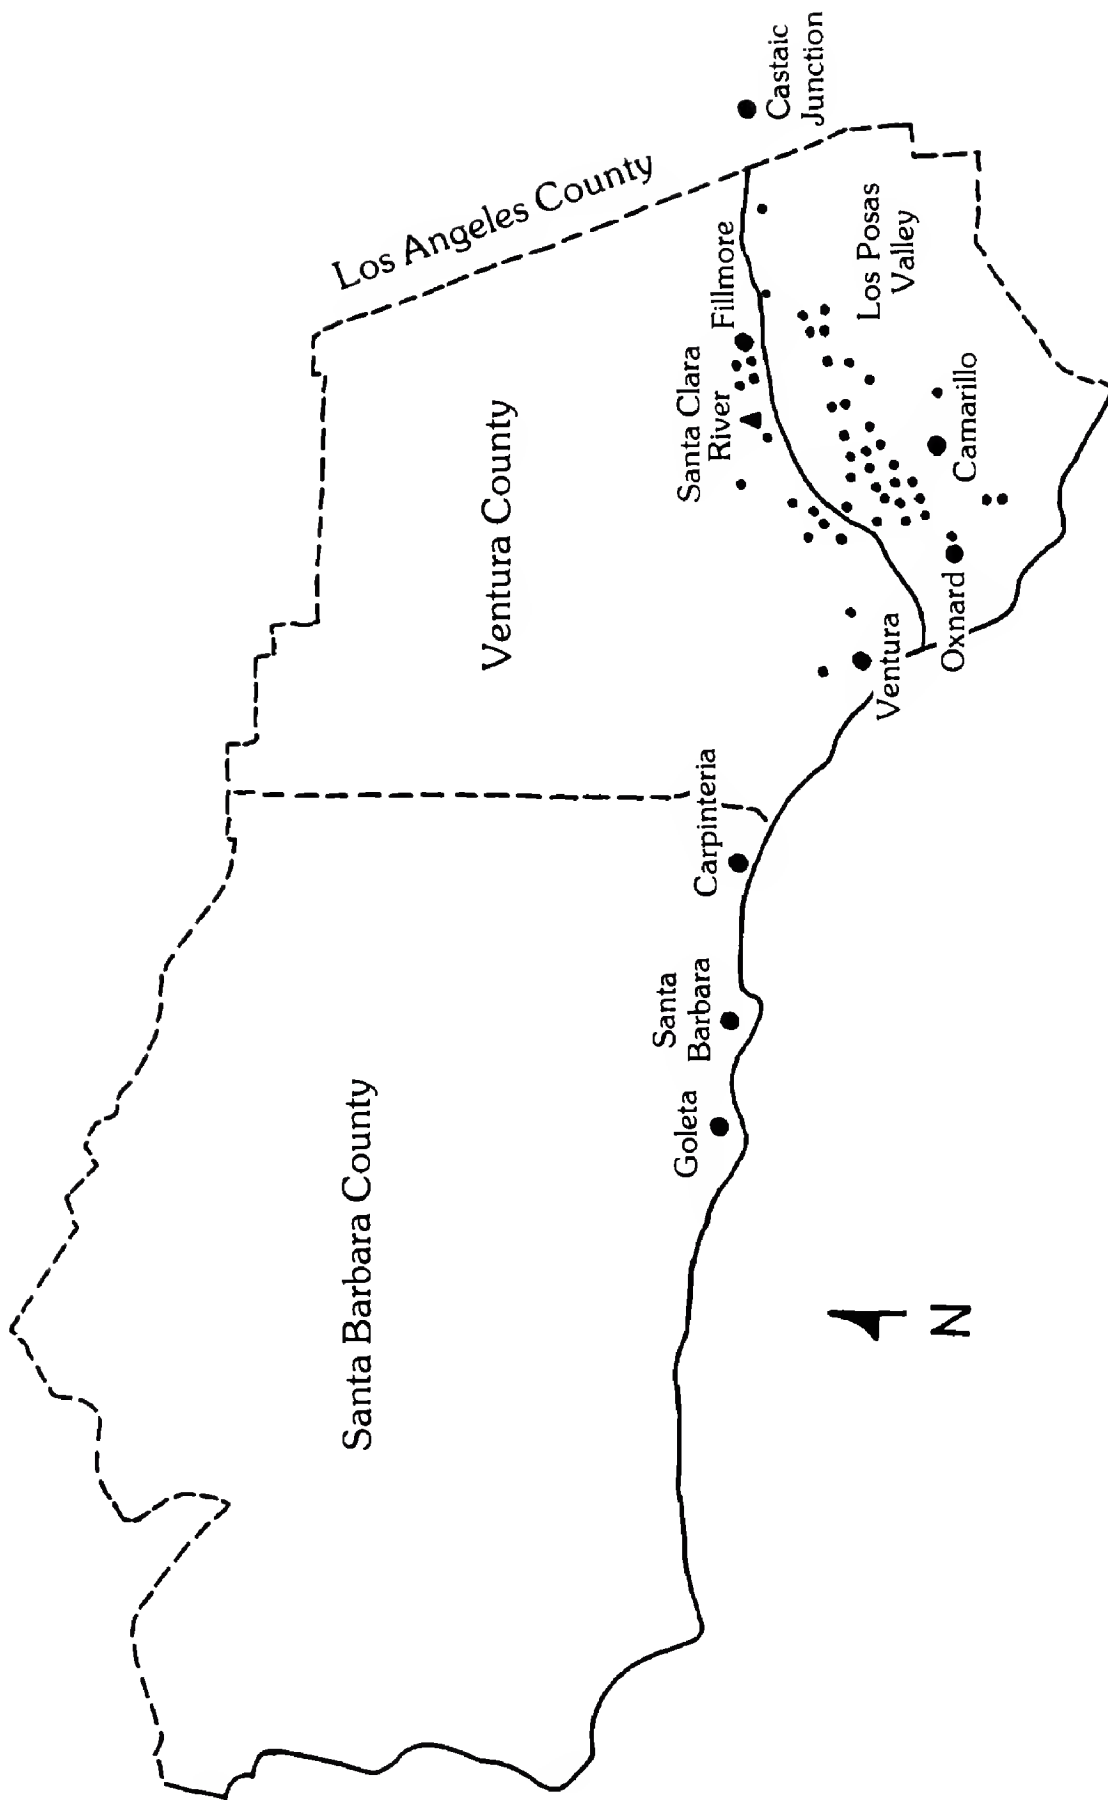 Los Angeles County
Castaic
Junction
Ventura County
Santa Clara
River
Fillmore
Los Posas
Valley
Camarillo
Oxnard
Ventura
Carpinteria
Santa
Barbara
Goleta
Santa Barbara County
N